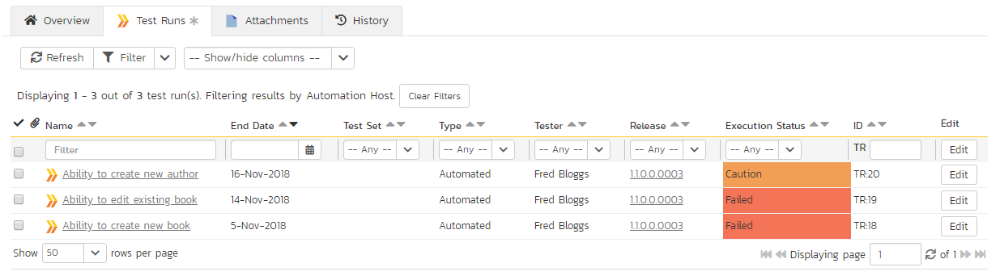 Overview Test Runs Attachments History
Refresh Filter -- Show/hide columns --
Displaying 1 - 3 out of 3 test run(s). Filtering results by Automation Host. Clear Filters
Name End Date Test Set Type Tester Release Execution Status ID Edit
Filter -- Any -- -- Any -- -- Any -- -- Any -- -- Any -- TR Edit
Ability to create new author 16-Nov-2018 Automated Fred Bloggs 1.1.0.0.0003 Caution TR:20 Edit
Ability to edit existing book 14-Nov-2018 Automated Fred Bloggs 1.1.0.0.0003 Failed TR:19 Edit
Ability to create new book 5-Nov-2018 Automated Fred Bloggs 1.1.0.0.0003 Failed TR:18 Edit
Show 50 rows per page Displaying page 1 of 1